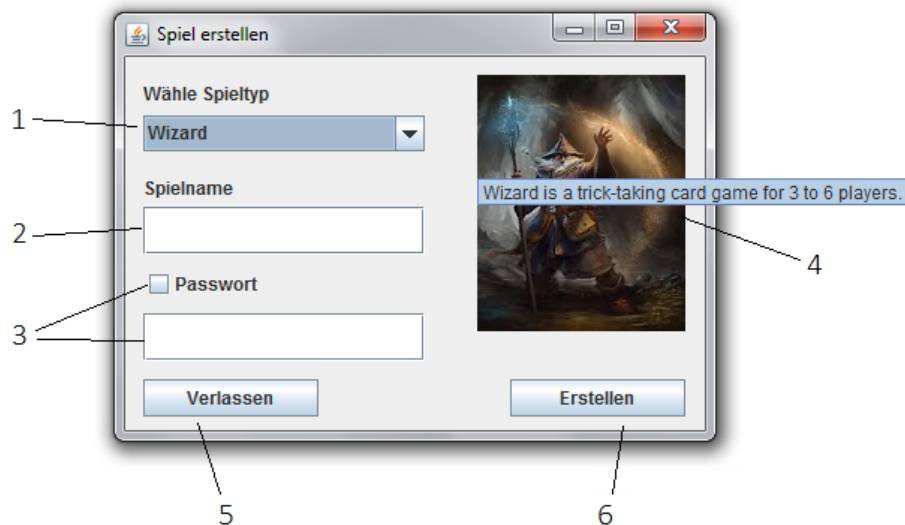 Spiel erstellen
Wähle Spieltyp
1
Wizard
Wizard is a trick-taking card game for 3 to 6 players.
Spielname
2
4
Passwort
3
Verlassen
Erstellen
5
6